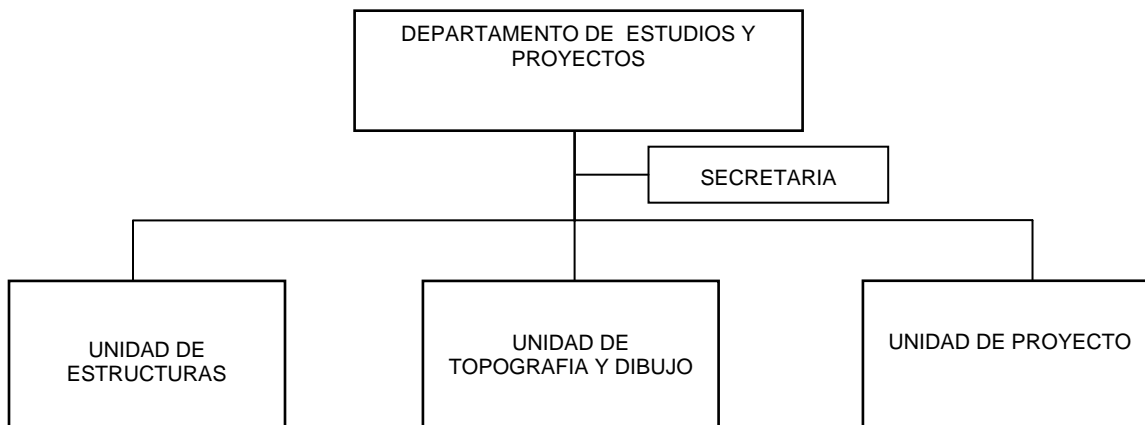 DEPARTAMENTO DE ESTUDIOS Y
PROYECTOS
SECRETARIA
UNIDAD DE
ESTRUCTURAS
UNIDAD DE
TOPOGRAFIA Y DIBUJO
UNIDAD DE PROYECTO